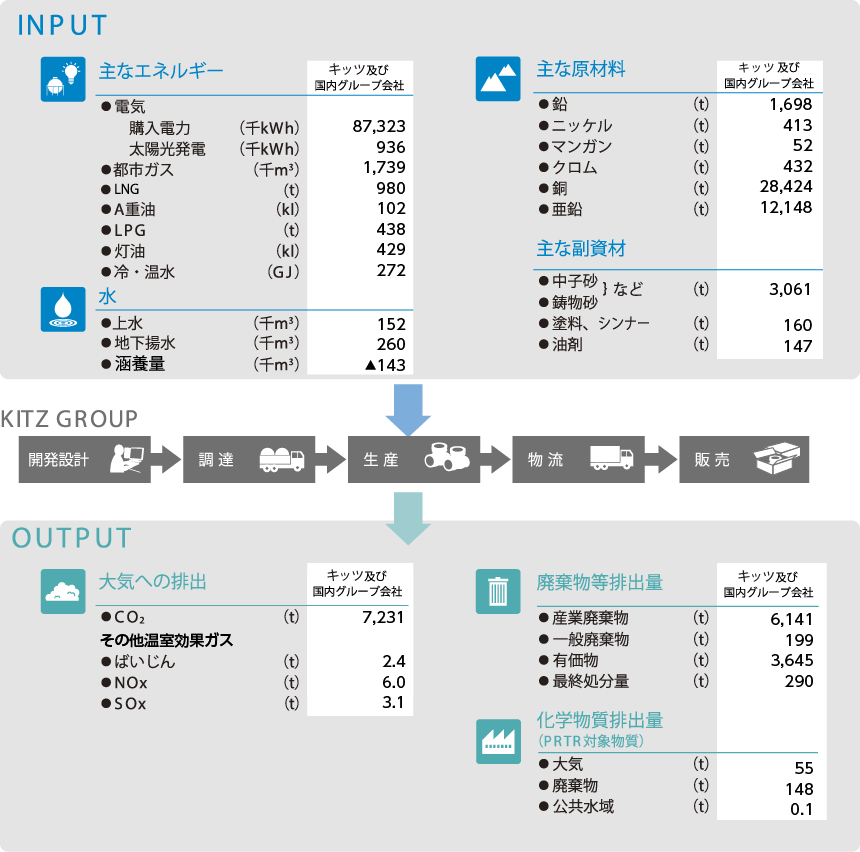 INPUT
主なエネルギー
キッツ及び
国内グループ会社
●電気
購入電力 (千kWh) 87,323
太陽光発電 (千kWh) 936
●都市ガス (千m³) 1,739
●LNG (t) 980
●A重油 (kl) 102
●LPG (t) 438
●灯油 (kl) 429
●冷・温水 (GJ) 272
水
●上水 (千m³) 152
●地下揚水 (千m³) 260
●涵養量 (千m³) ▲143
主な原材料
キッツ及び
国内グループ会社
●鉛 (t) 1,698
●ニッケル (t) 413
●マンガン (t) 52
●クロム (t) 432
●銅 (t) 28,424
●亜鉛 (t) 12,148
主な副資材
●中子砂
●鋳物砂
}など (t) 3,061
●塗料、シンナー (t) 160
●油剤 (t) 147
KITZ GROUP
開発設計
調達
生産
物流
販売
OUTPUT
大気への排出
キッツ及び
国内グループ会社
●CO₂ (t) 7,231
その他温室効果ガス
●ばいじん (t) 2.4
●NOx (t) 6.0
●SOx (t) 3.1
廃棄物等排出量
キッツ及び
国内グループ会社
●産業廃棄物 (t) 6,141
●一般廃棄物 (t) 199
●有価物 (t) 3,645
●最終処分量 (t) 290
化学物質排出量
(PRTR対象物質)
●大気 (t) 55
●廃棄物 (t) 148
●公共水域 (t) 0.1